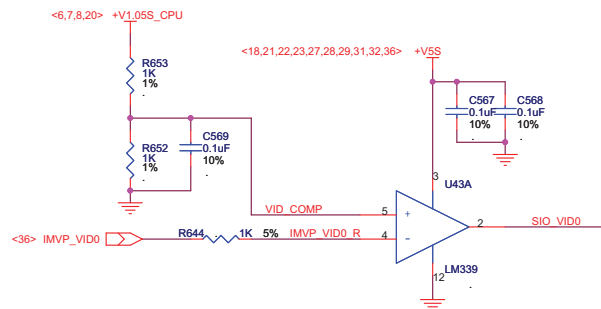 <6,7,8,20> +V1.05S_CPU
R653
1K
1%
.
<18,21,22,23,27,28,29,31,32,36> +V5S
C567
0.1uF
10%
.
C568
0.1uF
10%
.
R652
1K
1%
.
C569
0.1uF
10%
.
3
U43A
VID_COMP
5
+
2
SIO_VID0
<36> IMVP_VID0
R644
.
1K
5%
IMVP_VID0_R
4
-
LM339
12
.